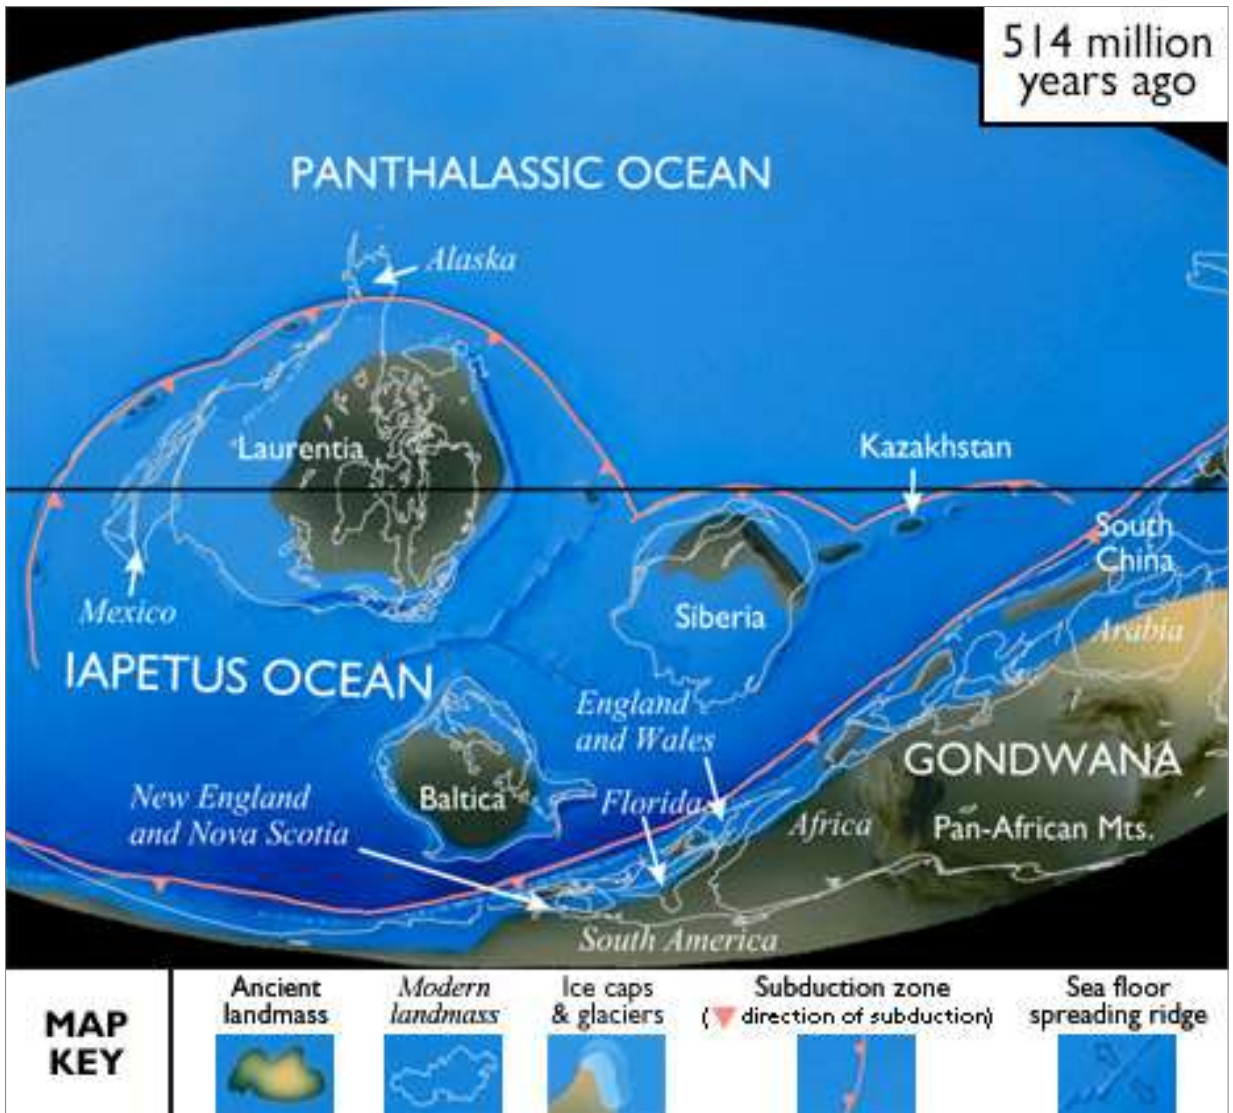 514 million
years ago
PANTHALASSIC OCEAN
Alaska
Laurentia
Kazakhstan
South
China
Mexico
Siberia
Arabia
IAPETUS OCEAN
England
and Wales
GONDWANA
New England
and Nova Scotia
Baltica
Florida
Africa
Pan-African Mts.
South America
MAP
KEY
Ancient
landmass
Modern
landmass
Ice caps
& glaciers
Subduction zone
(▼ direction of subduction)
Sea floor
spreading ridge